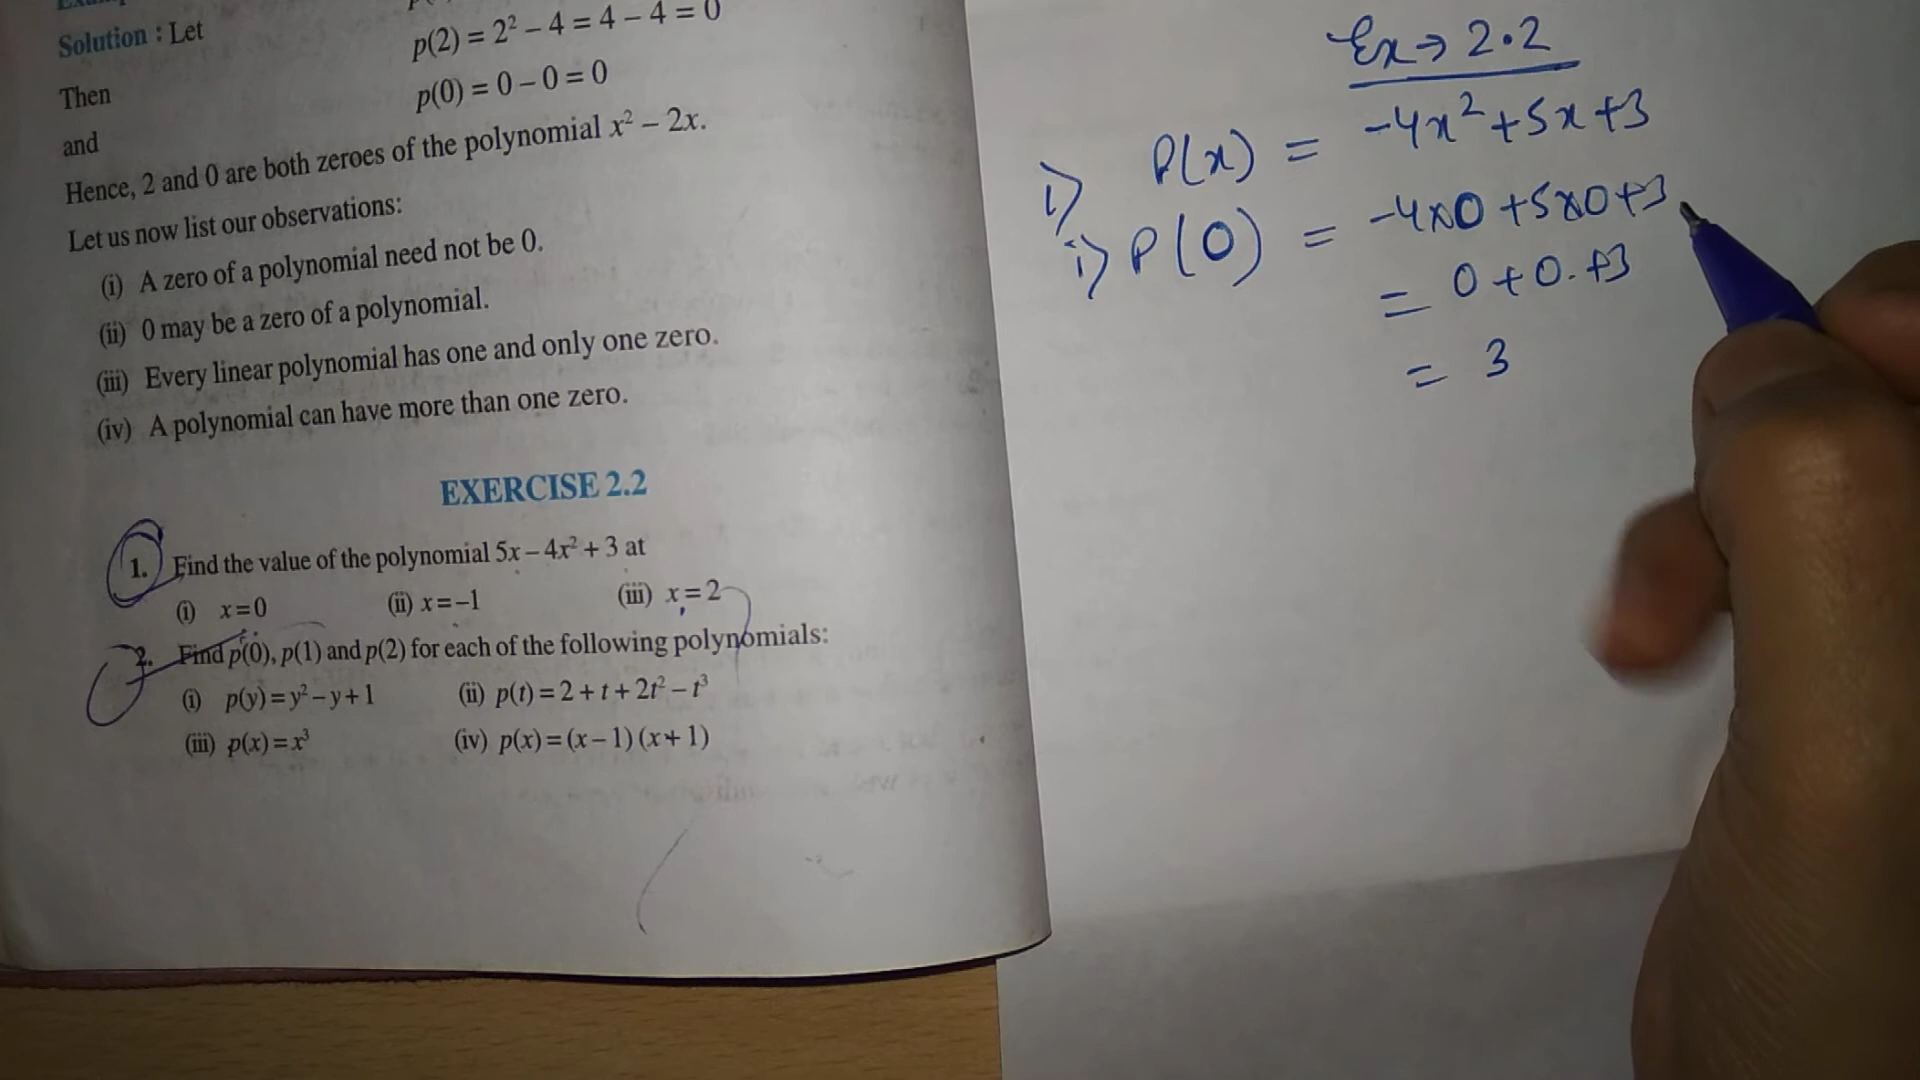 Solution : Let
p(2) = 2² – 4 = 4 – 4 = 0
Then
p(0) = 0 – 0 = 0
and
Hence, 2 and 0 are both zeroes of the polynomial x² – 2x.
Let us now list our observations:
(i) A zero of a polynomial need not be 0.
(ii) 0 may be a zero of a polynomial.
(iii) Every linear polynomial has one and only one zero.
(iv) A polynomial can have more than one zero.
EXERCISE 2.2
1. Find the value of the polynomial 5x – 4x² + 3 at
(i) x = 0 (ii) x = –1 (iii) x = 2
2. Find p(0), p(1) and p(2) for each of the following polynomials:
(i) p(y) = y² – y + 1 (ii) p(t) = 2 + t + 2t² – t³
(iii) p(x) = x³ (iv) p(x) = (x – 1) (x + 1)
Ex → 2.2
1) P(x) = -4x² + 5x + 3
i) P(0) = -4×0 + 5×0 + 3
= 0 + 0. + 3
= 3